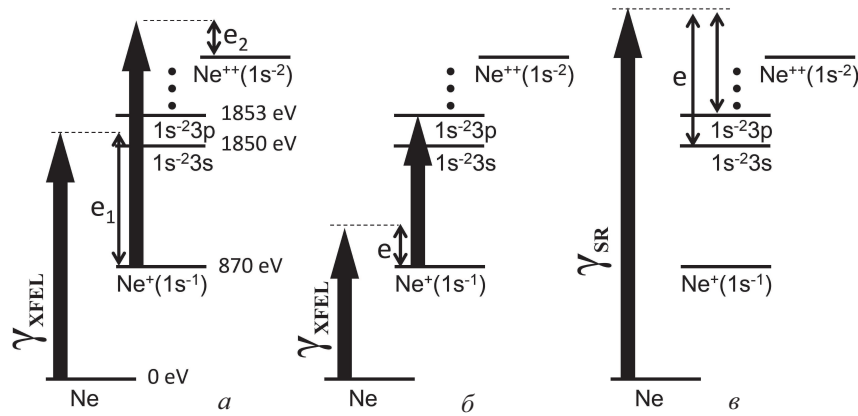 e₂
Ne⁺⁺(1s⁻²)
1853 eV
1s⁻²3p
1850 eV
1s⁻²3s
e₁
870 eV
Ne⁺(1s⁻¹)
γXFEL
0 eV
Ne
а
Ne⁺⁺(1s⁻²)
1s⁻²3p
1s⁻²3s
e
Ne⁺(1s⁻¹)
γXFEL
Ne
б
e
Ne⁺⁺(1s⁻²)
1s⁻²3p
1s⁻²3s
γSR
Ne⁺(1s⁻¹)
Ne
в